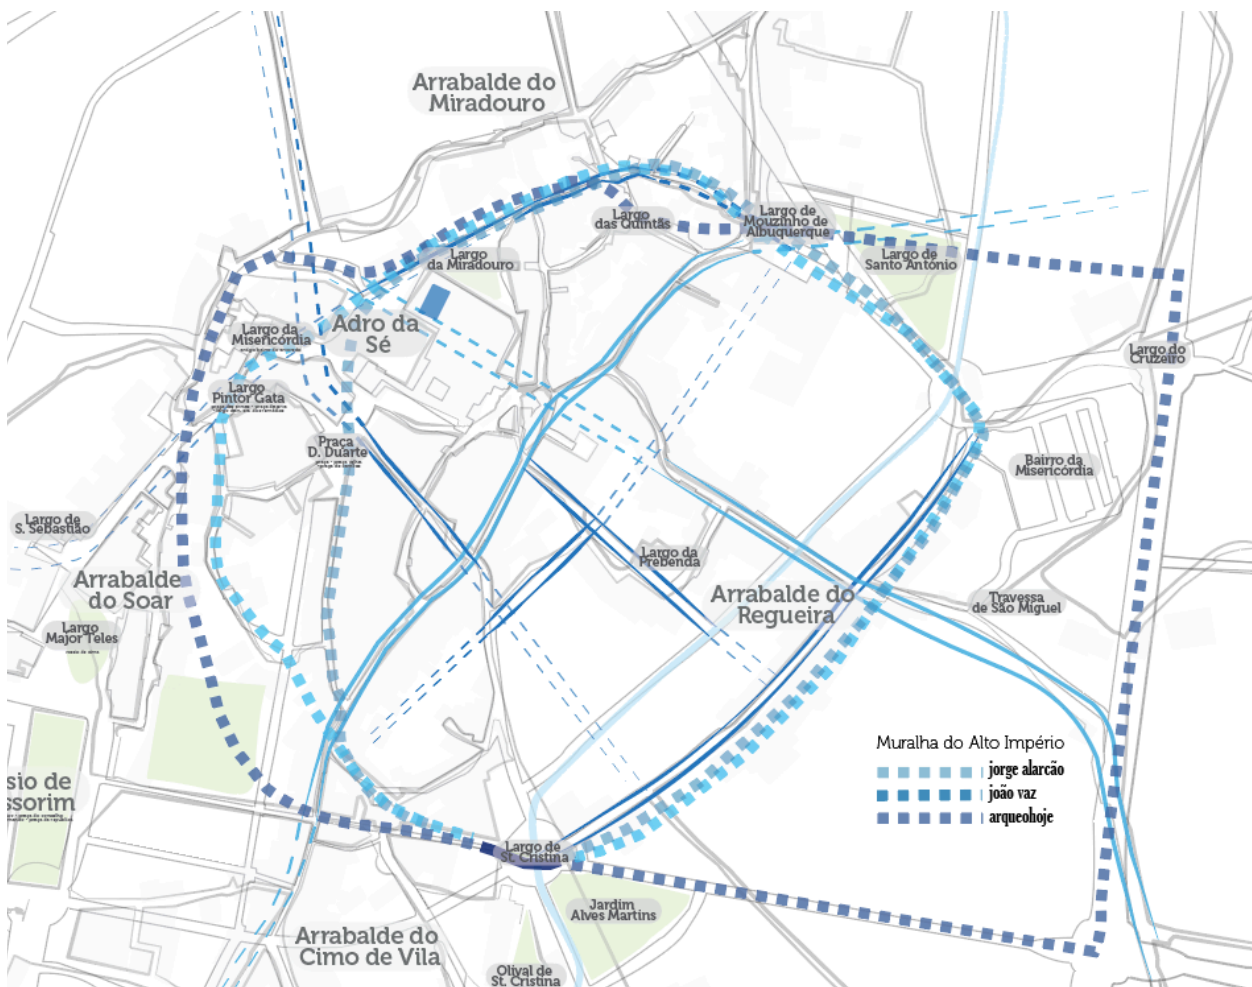 Arrabalde do
Miradouro
Largo
das Quintãs
Largo de
Mouzinho de
Albuquerque
Largo
da Miradouro
Largo de
Santo António
Adro da
Sé
Largo da
Misericórdia
Largo do
Cruzeiro
Largo
Pintor Gata
Praça
D. Duarte
Bairro da
Misericórdia
Largo de
S. Sebastião
Largo da
Prebenda
Arrabalde
do Soar
Arrabalde do
Regueira
Travessa
de São Miguel
Largo
Major Teles
Muralha do Alto Império
jorge alarcão
joão vaz
arqueohoje
sio de
ssorim
Largo de
St. Cristina
Jardim
Alves Martins
Arrabalde do
Cimo de Vila
Olival de
St. Cristina